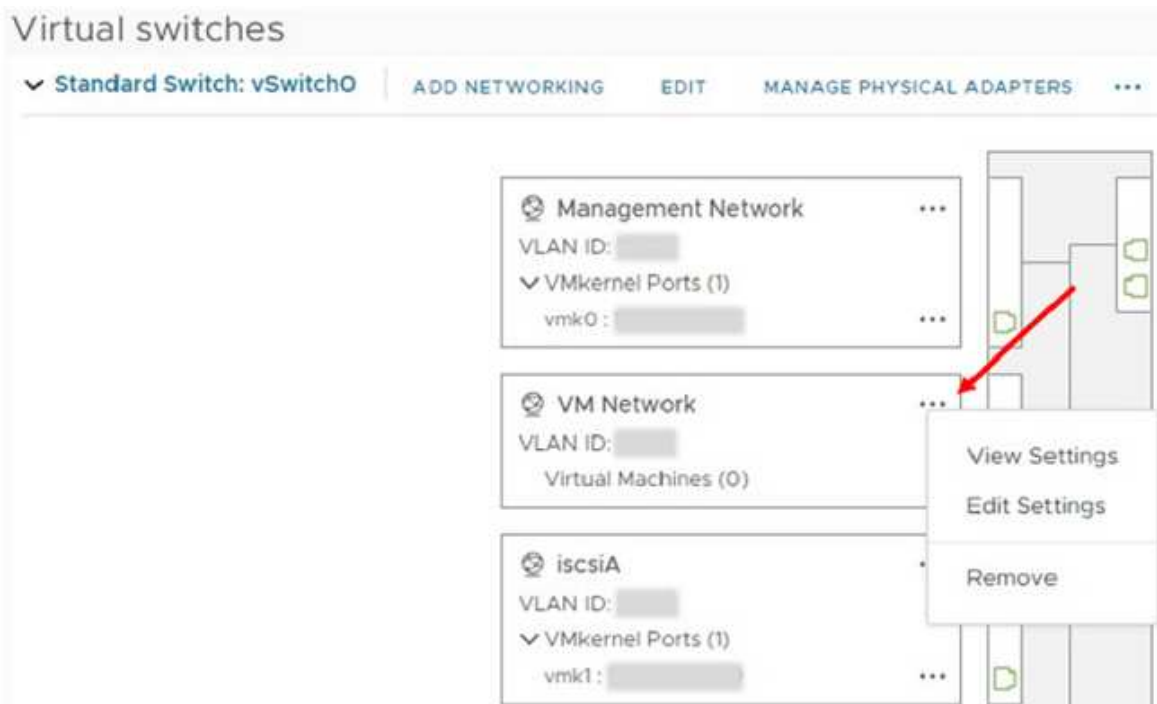 Virtual switches
Standard Switch: vSwitch0 ADD NETWORKING EDIT MANAGE PHYSICAL ADAPTERS ...
Management Network ...
VLAN ID:
VMkernel Ports (1)
vmk0 : ...
VM Network ...
VLAN ID:
Virtual Machines (0)
View Settings
Edit Settings
Remove
iscsiA
VLAN ID:
VMkernel Ports (1)
vmk1 : ...